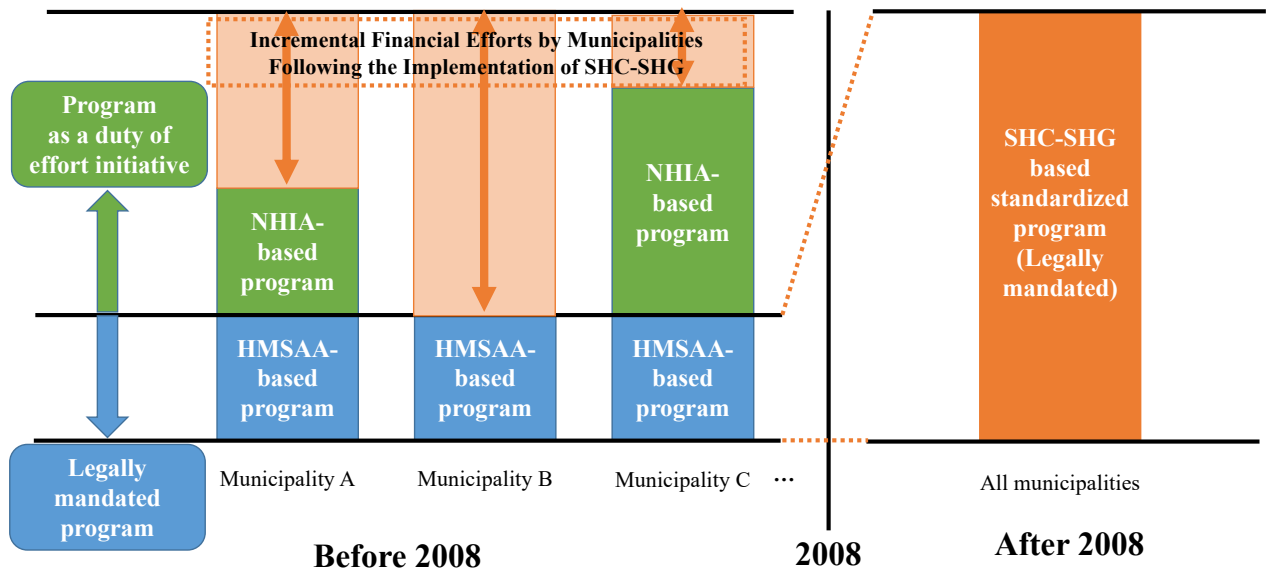 Incremental Financial Efforts by Municipalities
Following the Implementation of SHC-SHG
Program
as a duty of
effort initiative
NHIA-
based
program
NHIA-
based
program
SHC-SHG
based
standardized
program
(Legally
mandated)
HMSAA-
based
program
HMSAA-
based
program
HMSAA-
based
program
Legally
mandated
program
Municipality A
Municipality B
Municipality C
...
All municipalities
Before 2008
2008
After 2008